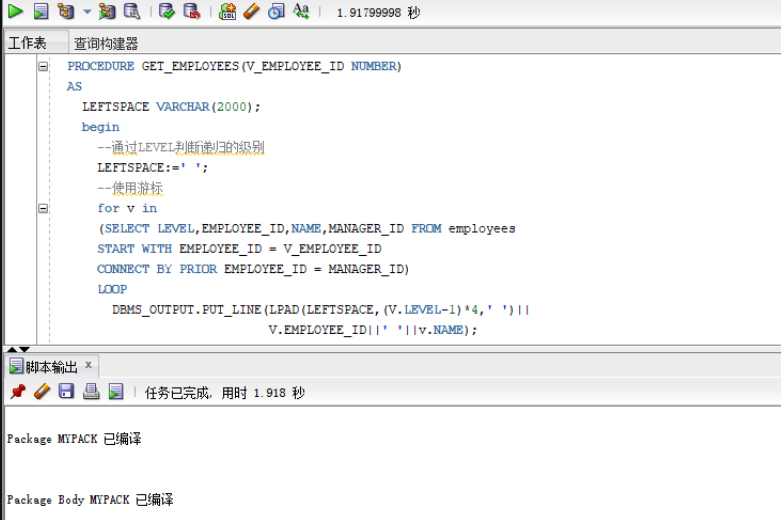 1.91799998 秒
工作表 查询构建器
PROCEDURE GET_EMPLOYEES(V_EMPLOYEE_ID NUMBER)
AS
LEFTSPACE VARCHAR(2000);
begin
--通过LEVEL判断递归的级别
LEFTSPACE:=' ';
--使用游标
for v in
(SELECT LEVEL,EMPLOYEE_ID,NAME,MANAGER_ID FROM employees
START WITH EMPLOYEE_ID = V_EMPLOYEE_ID
CONNECT BY PRIOR EMPLOYEE_ID = MANAGER_ID)
LOOP
DBMS_OUTPUT.PUT_LINE(LPAD(LEFTSPACE,(V.LEVEL-1)*4,' ')||
V.EMPLOYEE_ID||' '||v.NAME);
脚本输出 x
任务已完成, 用时 1.918 秒
Package MYPACK 已编译
Package Body MYPACK 已编译